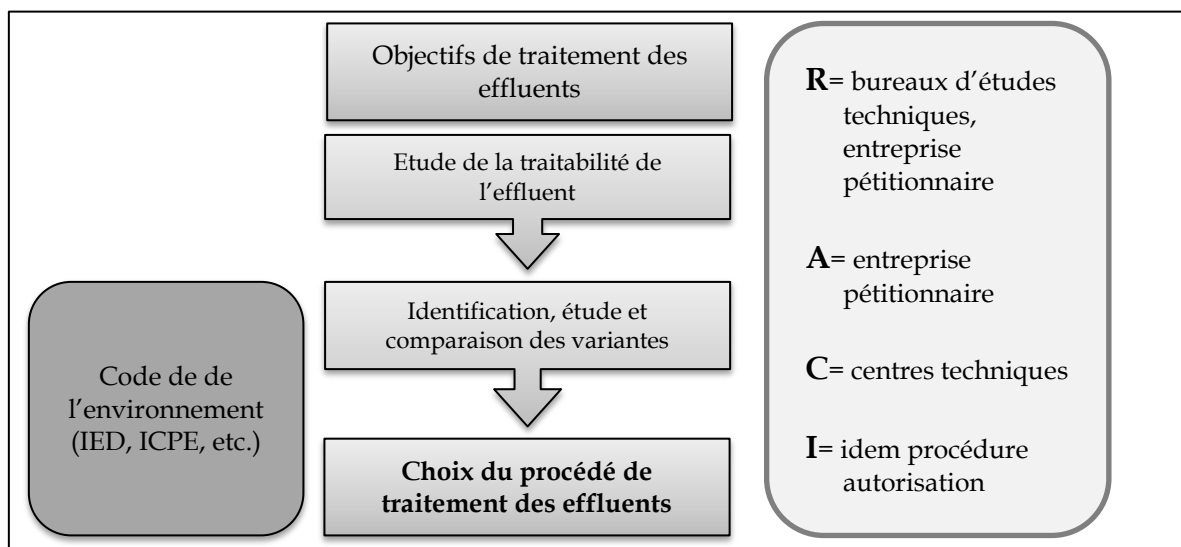 Objectifs de traitement des
effluents
Etude de la traitabilité de
l'effluent
Identification, étude et
comparaison des variantes
Choix du procédé de
traitement des effluents
Code de de
l'environnement
(IED, ICPE, etc.)
R= bureaux d'études
techniques,
entreprise
pétitionnaire
A= entreprise
pétitionnaire
C= centres techniques
I= idem procédure
autorisation